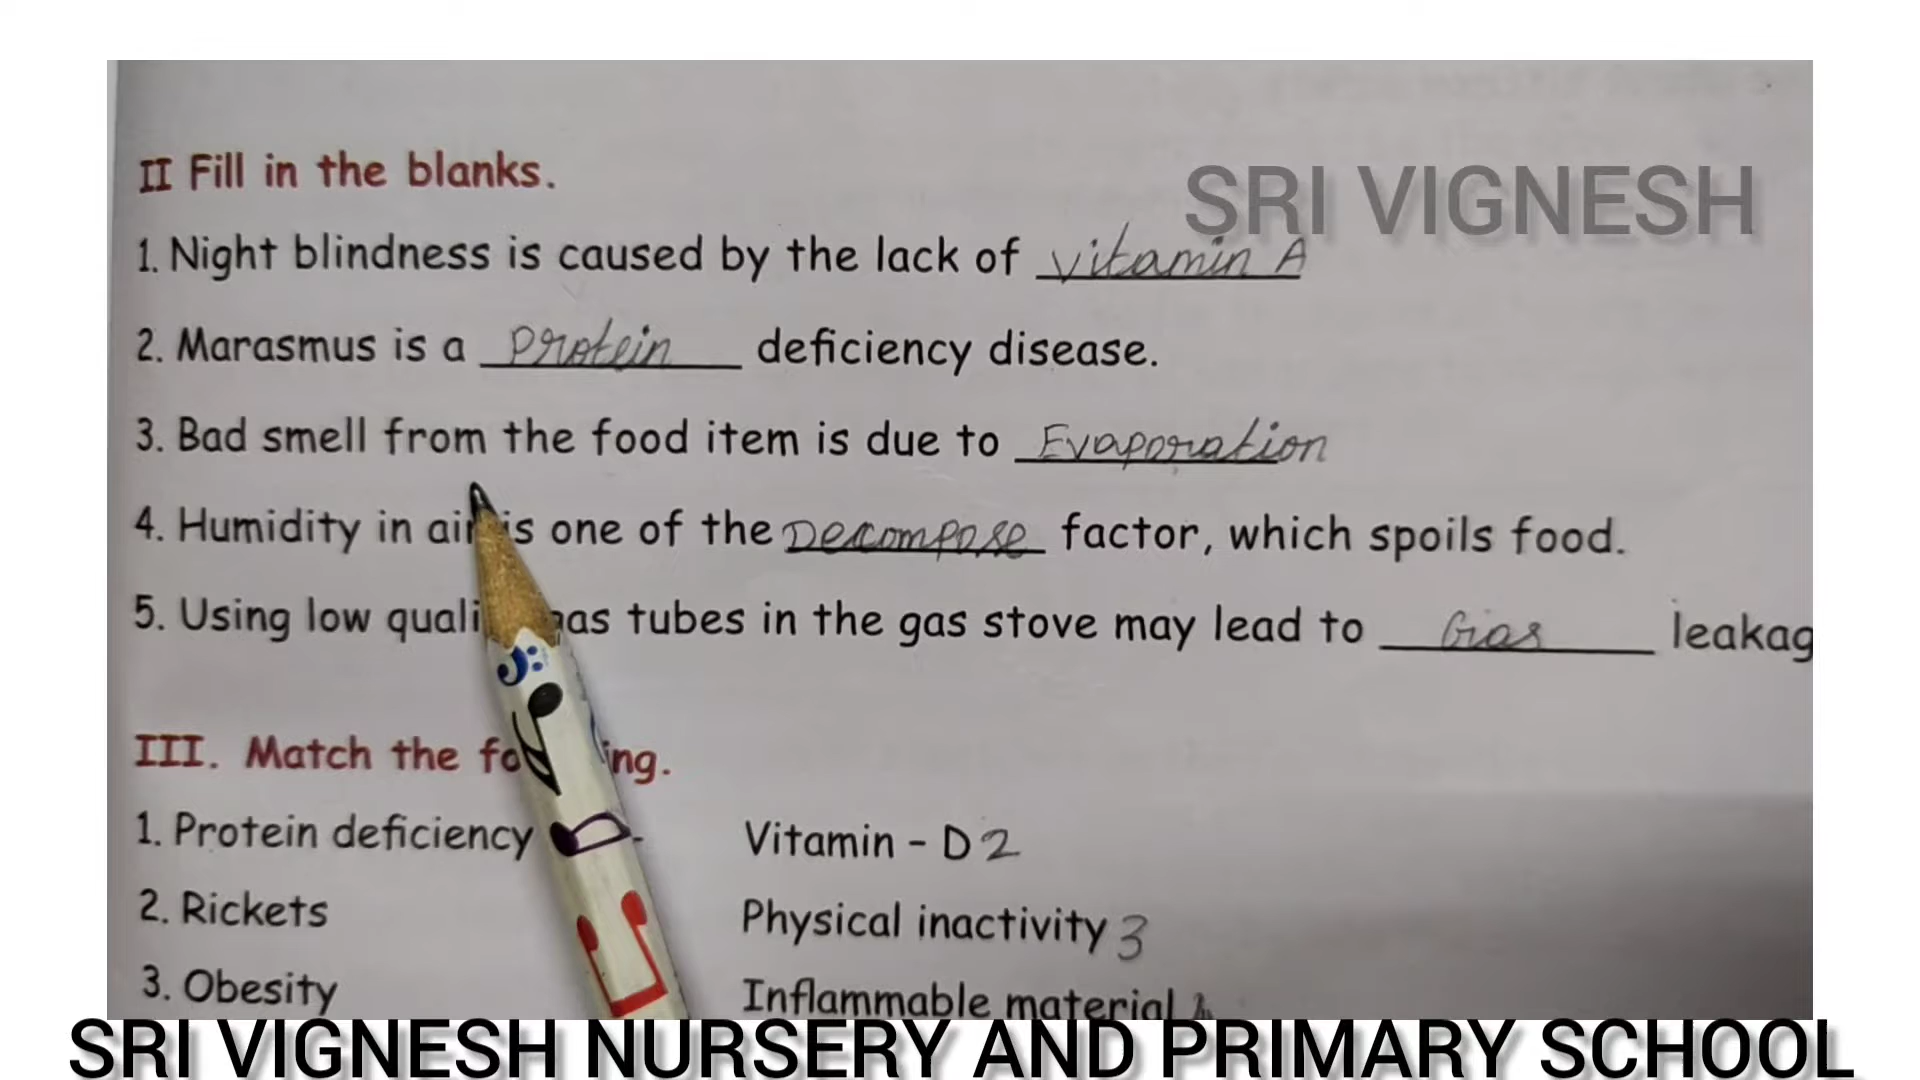 SRI VIGNESH
II Fill in the blanks.
1. Night blindness is caused by the lack of vitamin A
2. Marasmus is a protein deficiency disease.
3. Bad smell from the food item is due to Evaporation
4. Humidity in air is one of the Decompose factor, which spoils food.
5. Using low quali gas tubes in the gas stove may lead to Gas leakag
III. Match the fo ing.
1. Protein deficiency - Vitamin - D 2
2. Rickets Physical inactivity 3
3. Obesity Inflammable material
SRI VIGNESH NURSERY AND PRIMARY SCHOOL